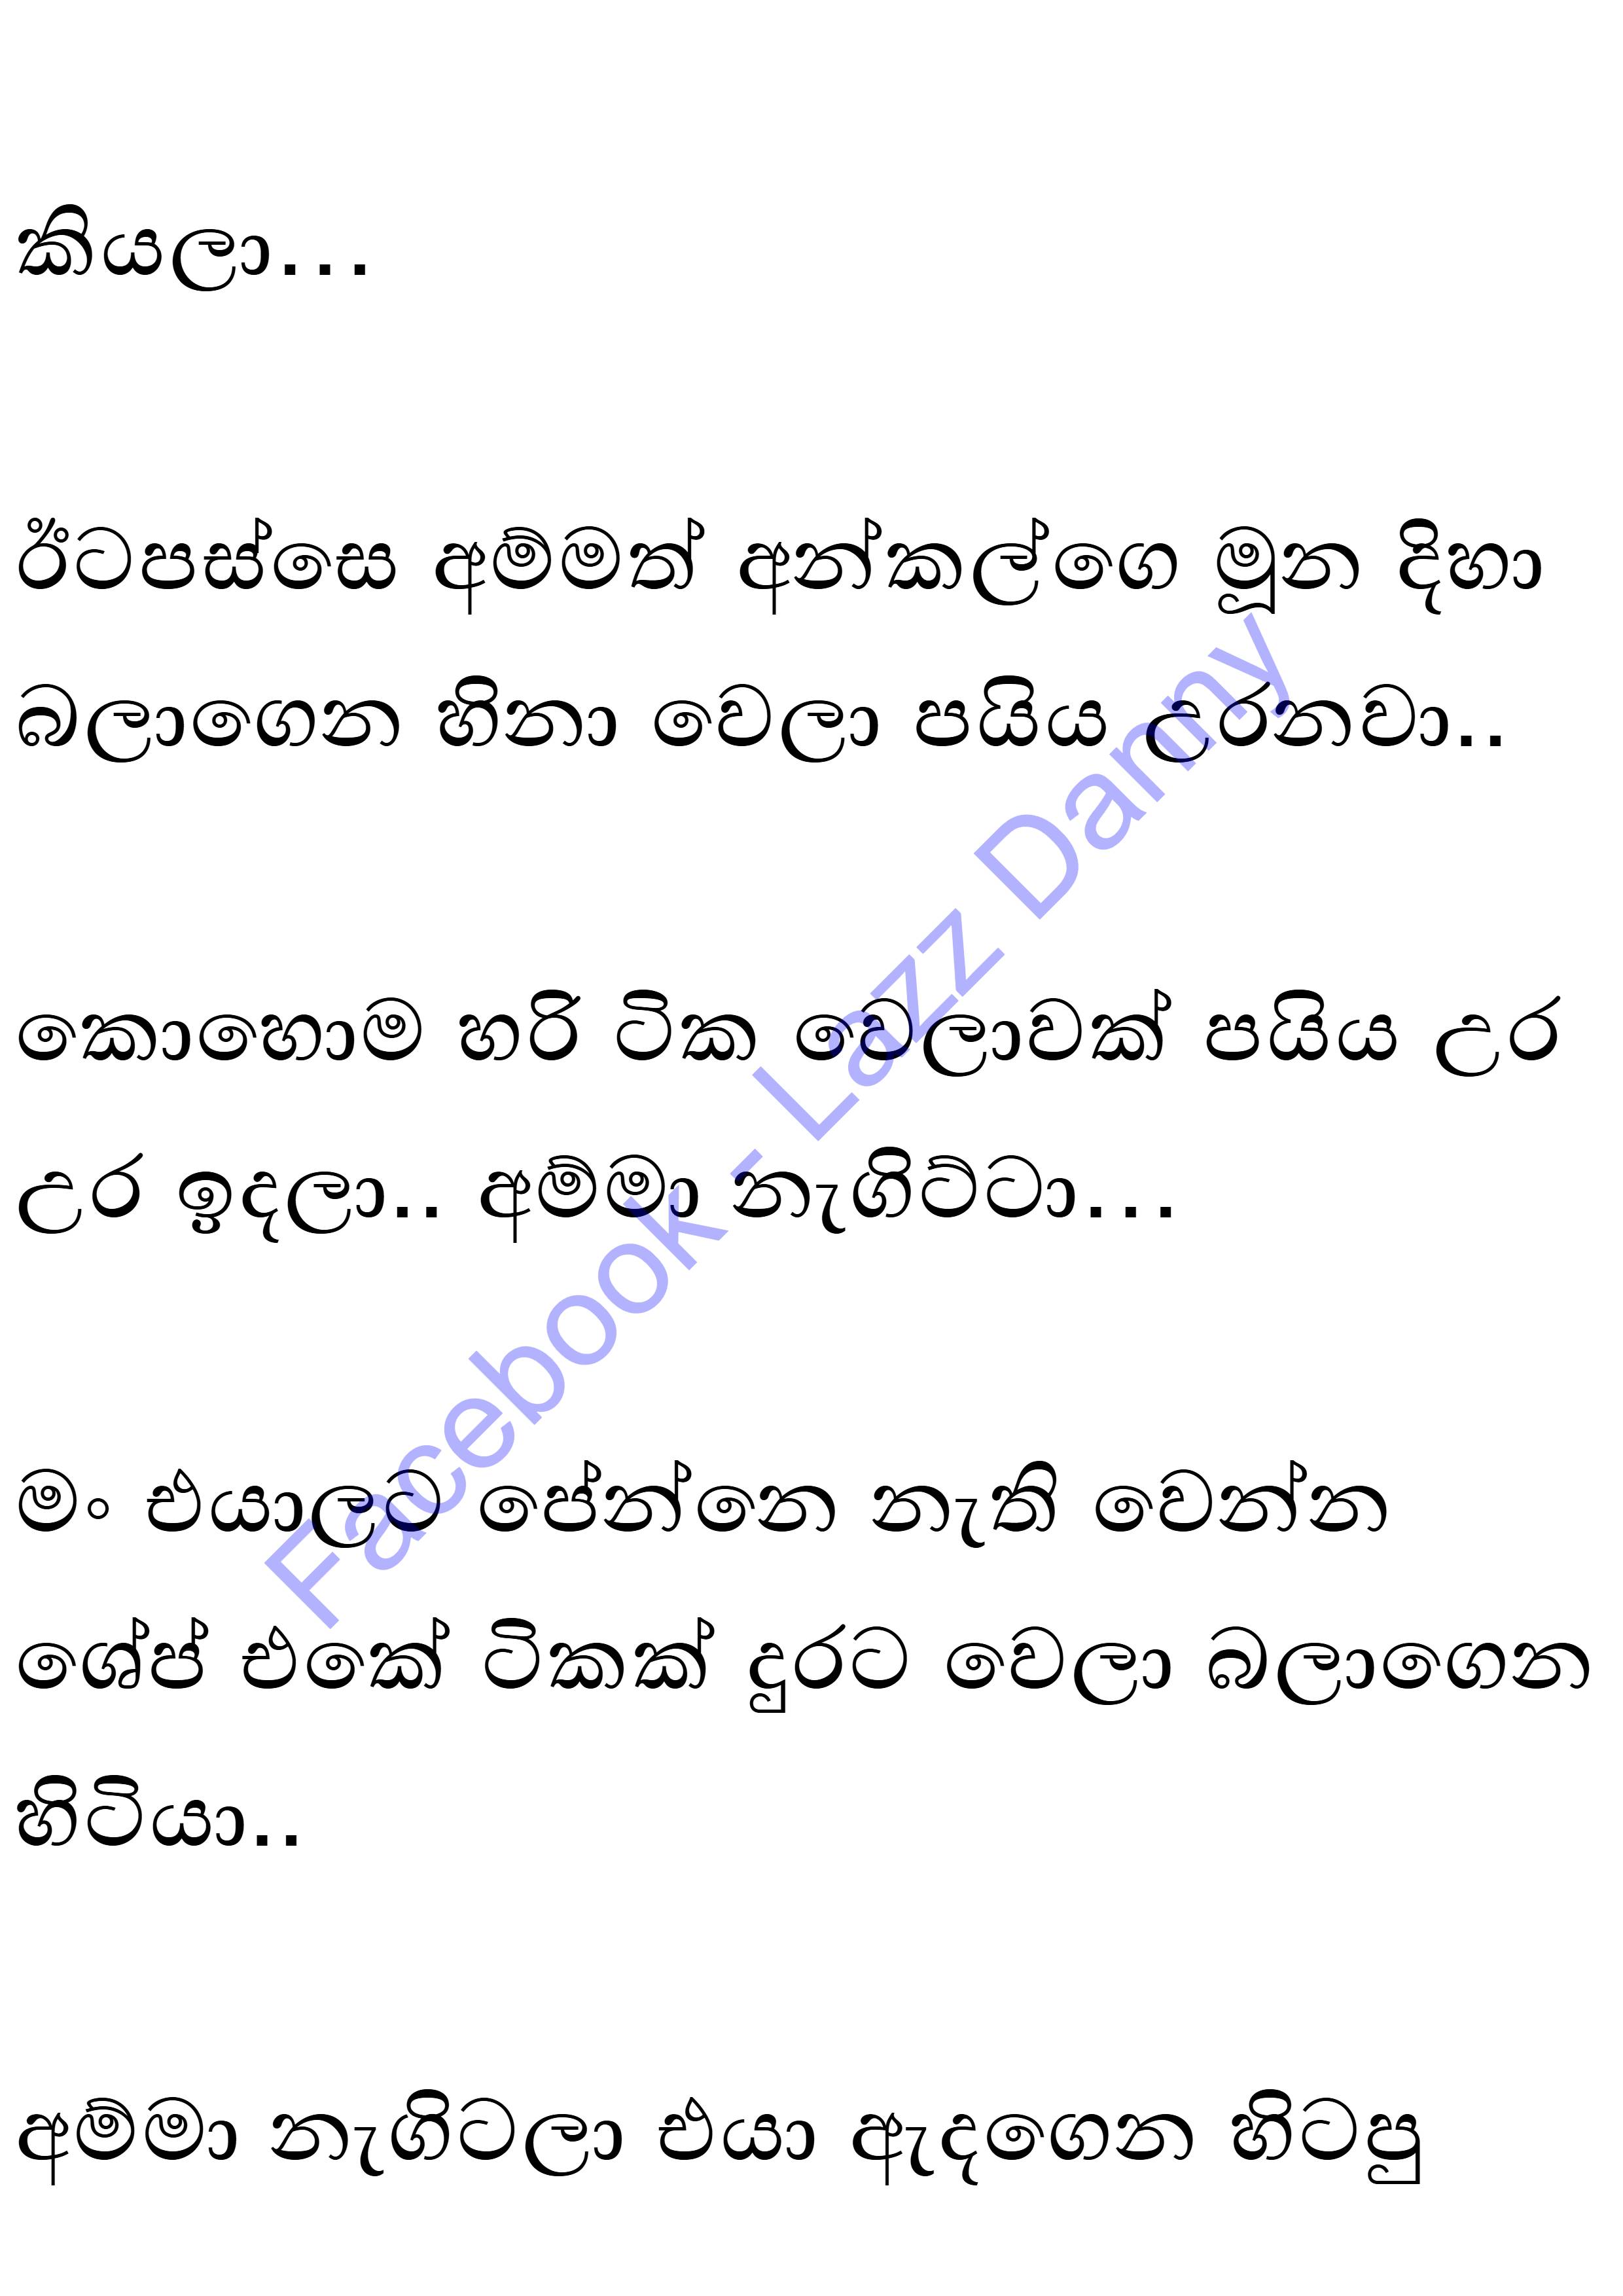 කියලා...
ඊටපස්සෙ අම්මත් අන්කල්ගෙ මූන දිහා
බලාගෙන හිනා වෙලා පයිය උරනවා..
කොහොම හරි ටික වෙලාවක් පයිය උර
උර ඉදලා.. අම්මා නැගිට්ටා...
මං එයාලට පේන්නෙ නැති වෙන්න
ශේප් එකේ ටිකක් දුරට වෙලා බලාගෙන
හිටියා..
අම්මා නැගිටලා එයා ඇදගෙන හිටපු
Facebook - Lazz Danny